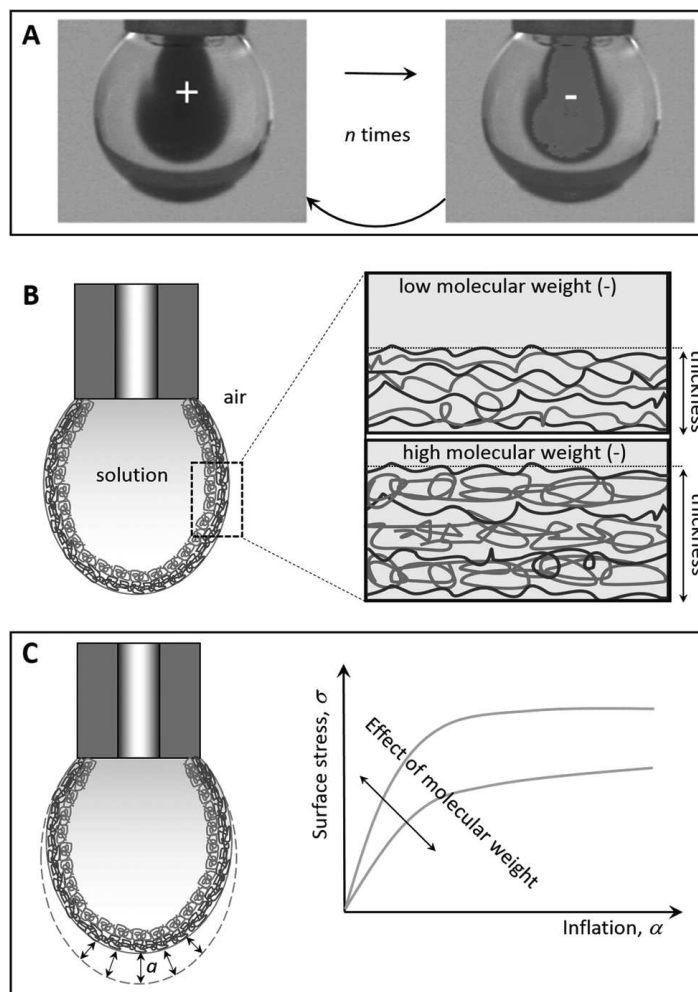 A
+
-
n times
B
air
solution
low molecular weight (-)
thickness
high molecular weight (-)
thickness
C
a
Surface stress, σ
Effect of molecular
weight
Inflation, α